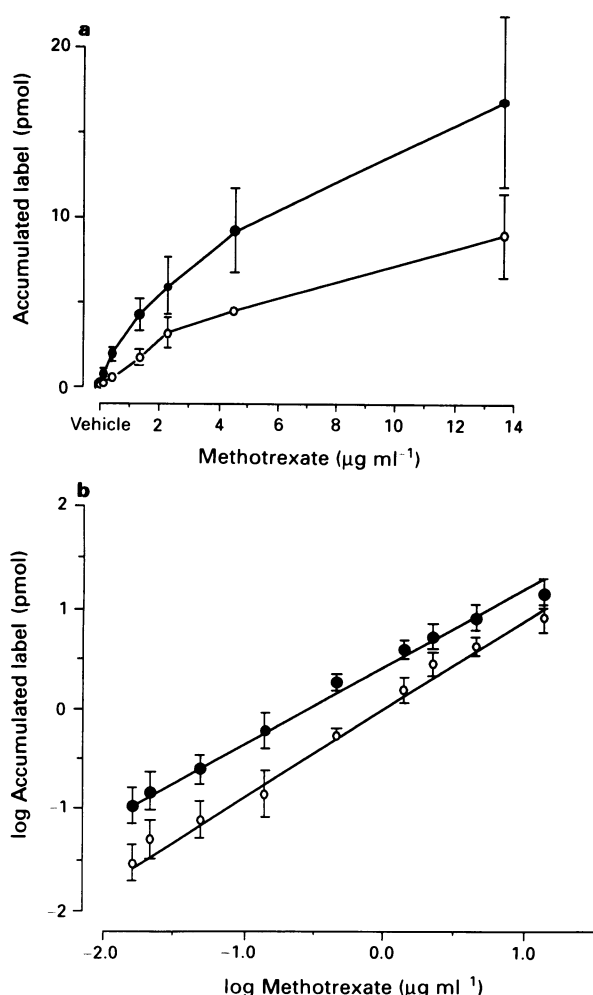 a
20
10
0
Accumulated label (pmol)
Vehicle 2 4 6 8 10 12 14
Methotrexate (µg ml⁻¹)
b
2
1
0
-1
-2
log Accumulated label (pmol)
-2.0 -1.0 0.0 1.0
log Methotrexate (µg ml ¹)